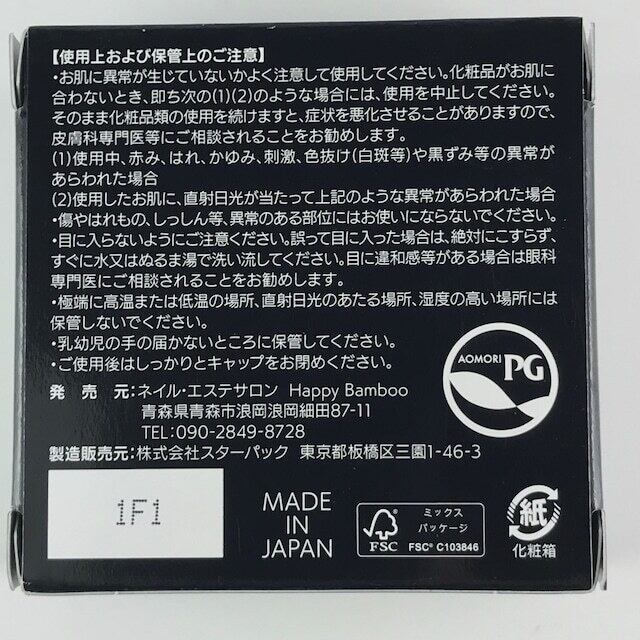 【使用上および保管上のご注意】
・お肌に異常が生じていないかよく注意して使用してください。化粧品がお肌に
合わないとき、即ち次の(1)(2)のような場合には、使用を中止してください。
そのまま化粧品類の使用を続けますと、症状を悪化させることがありますので、
皮膚科専門医等にご相談されることをお勧めします。
(1)使用中、赤み、はれ、かゆみ、刺激、色抜け(白斑等)や黒ずみ等の異常が
あらわれた場合
(2)使用したお肌に、直射日光が当たって上記のような異常があらわれた場合
・傷やはれもの、しっしん等、異常のある部位にはお使いにならないでください。
・目に入らないようにご注意ください。誤って目に入った場合は、絶対にこすらず、
すぐに水又はぬるま湯で洗い流してください。目に違和感等がある場合は眼科
専門医にご相談されることをお勧めします。
・極端に高温または低温の場所、直射日光のあたる場所、湿度の高い場所には
保管しないでください。
・乳幼児の手の届かないところに保管してください。
・ご使用後はしっかりとキャップをお閉めください。
AOMORI PG
発 売 元:ネイル・エステサロン Happy Bamboo
青森県青森市浪岡浪岡細田87-11
TEL:090-2849-8728
製造販売元:株式会社スターパック 東京都板橋区三園1-46-3
1F1
MADE
IN
JAPAN
FSC
ミックス
パッケージ
FSC® C103846
紙
化粧箱